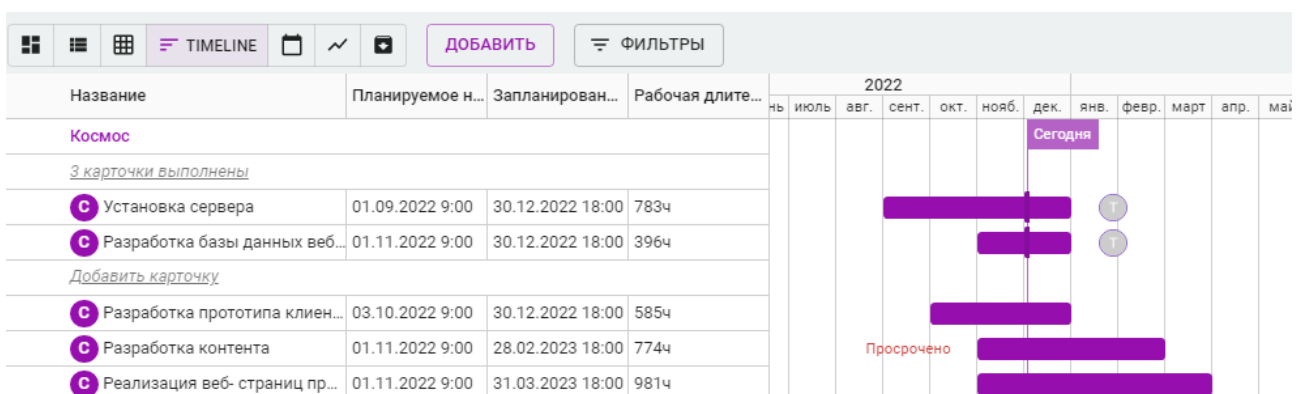 TIMELINE ДОБАВИТЬ ФИЛЬТРЫ
Название Планируемое н... Запланирован... Рабочая длите... 2022
нь июль авг. сент. окт. нояб. дек. янв. февр. март апр. май
Космос Сегодня
3 карточки выполнены
С Установка сервера 01.09.2022 9:00 30.12.2022 18:00 783ч Т
С Разработка базы данных веб... 01.11.2022 9:00 30.12.2022 18:00 396ч Т
Добавить карточку
С Разработка прототипа клиен... 03.10.2022 9:00 30.12.2022 18:00 585ч
С Разработка контента 01.11.2022 9:00 28.02.2023 18:00 774ч Просрочено
С Реализация веб- страниц пр... 01.11.2022 9:00 31.03.2023 18:00 981ч